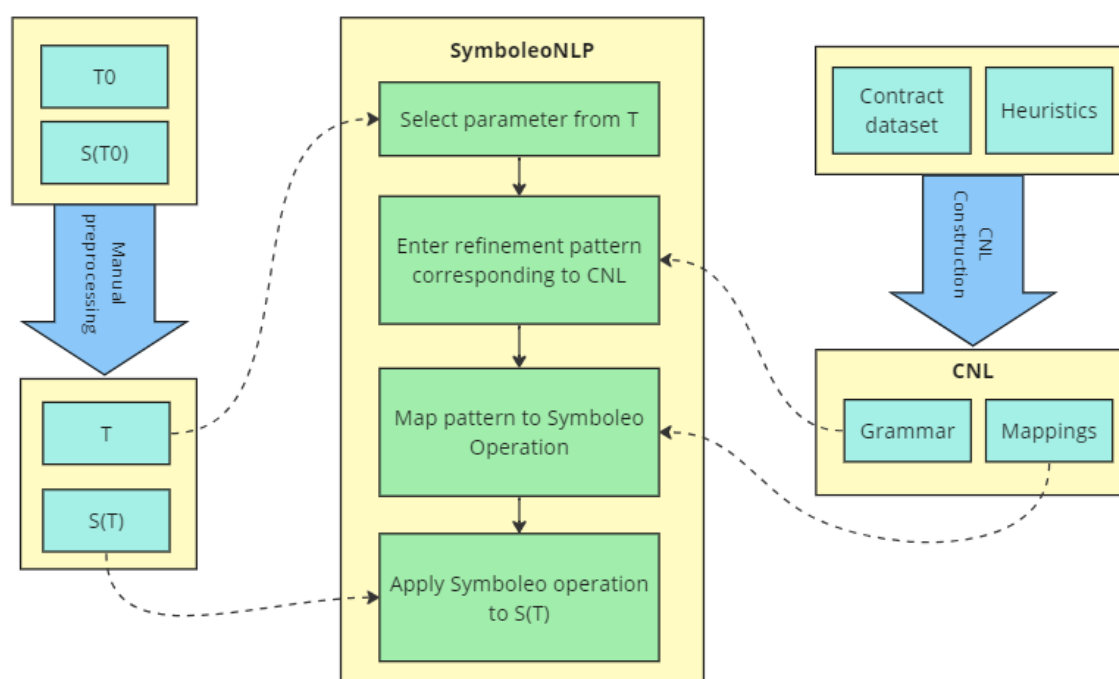 T0
S(T0)
Manual
preprocessing
T
S(T)
SymboleoNLP
Select parameter from T
Enter refinement pattern
corresponding to CNL
Map pattern to Symboleo
Operation
Apply Symboleo operation
to S(T)
Contract
dataset
Heuristics
CNL
Construction
CNL
Grammar
Mappings